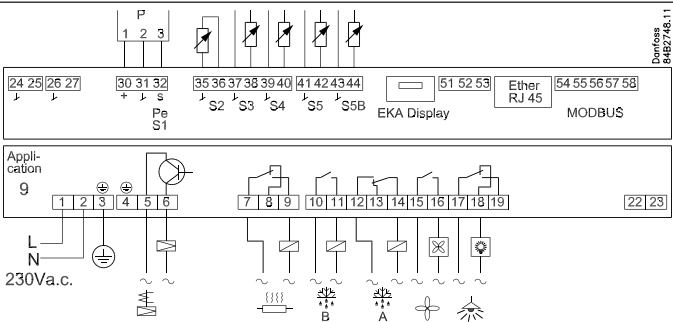 P
1 2 3
Danfoss
84B2748.11
24 25 26 27 30 31 32 35 36 37 38 39 40 41 42 43 44 51 52 53 54 55 56 57 58
+ s
S2 S3 S4 S5 S5B
Pe
S1
EKA Display
Ether
RJ 45
MODBUS
Appli-
cation
9
1 2 3 4 5 6 7 8 9 10 11 12 13 14 15 16 17 18 19 22 23
L
N
230Va.c.
B A